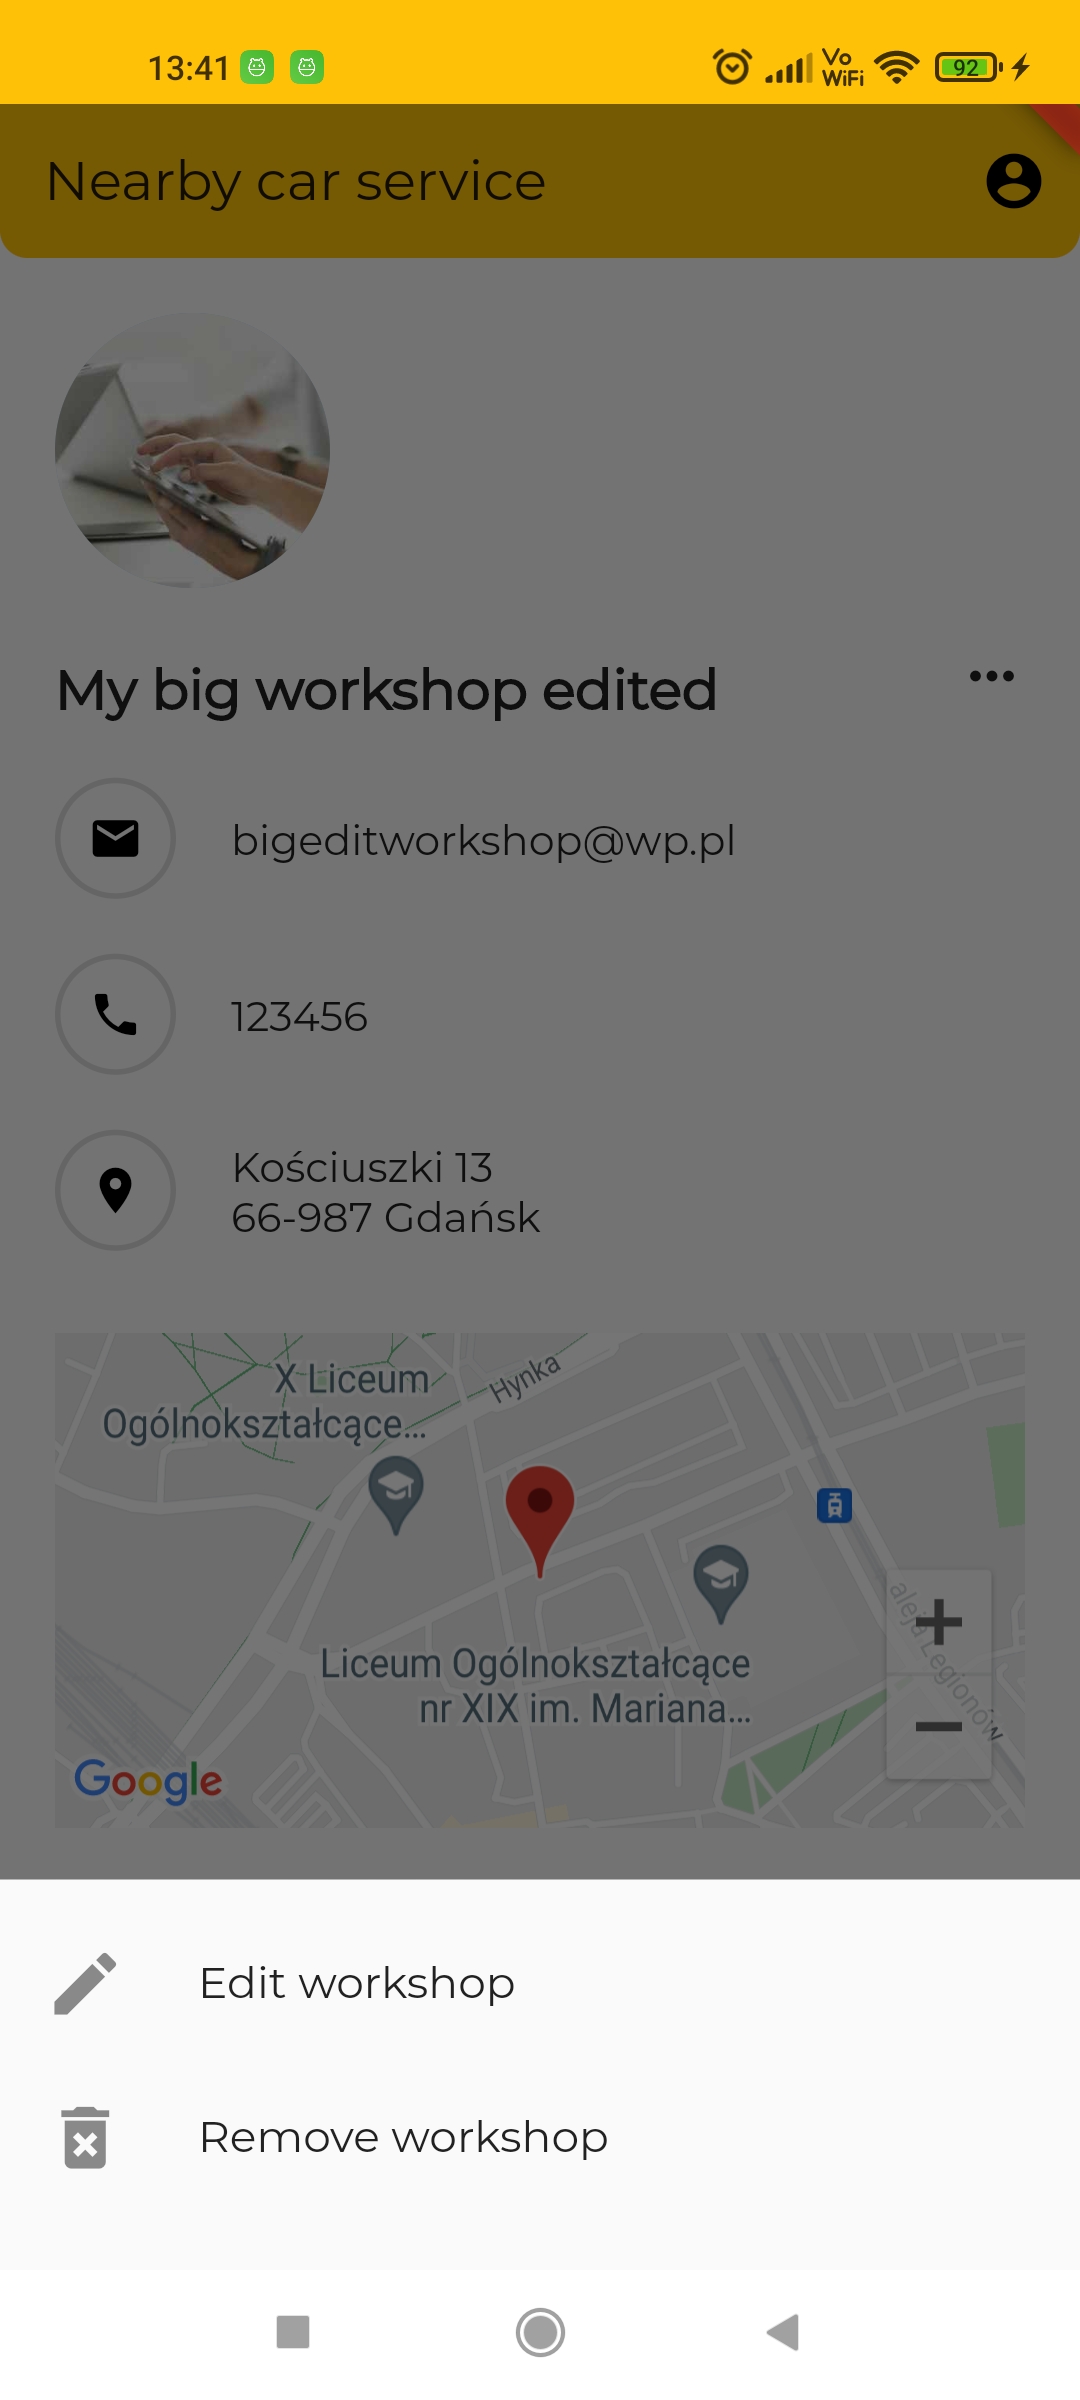 13:41
Vo
WiFi
92
Nearby car service
My big workshop edited
bigeditworkshop@wp.pl
123456
Kościuszki 13
66-987 Gdańsk
X Liceum
Ogólnokształcące...
Hynka
Liceum Ogólnokształcące
nr XIX im. Mariana...
aleja Legionów
Google
Edit workshop
Remove workshop